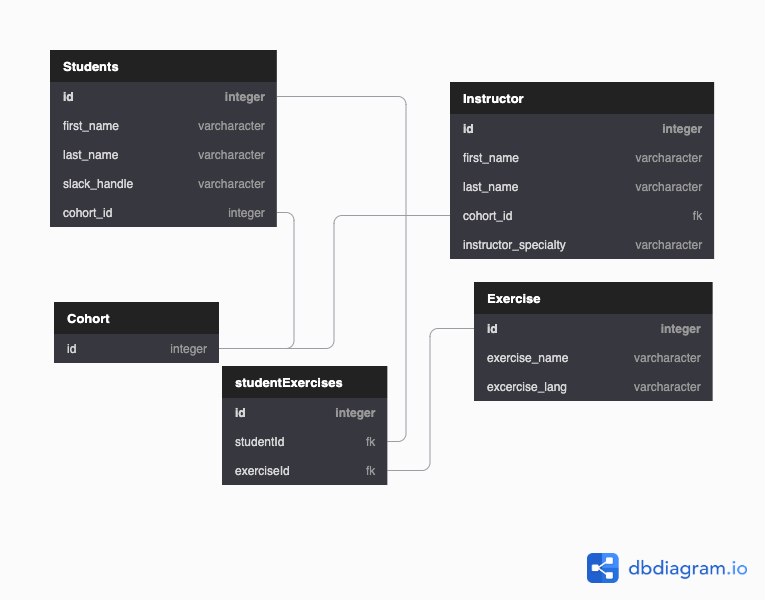 Students
id integer
first_name varcharacter
last_name varcharacter
slack_handle varcharacter
cohort_id integer
Instructor
id integer
first_name varcharacter
last_name varcharacter
cohort_id fk
instructor_specialty varcharacter
Cohort
id integer
Exercise
id integer
exercise_name varcharacter
excercise_lang varcharacter
studentExercises
id integer
studentId fk
exerciseId fk
dbdiagram.io